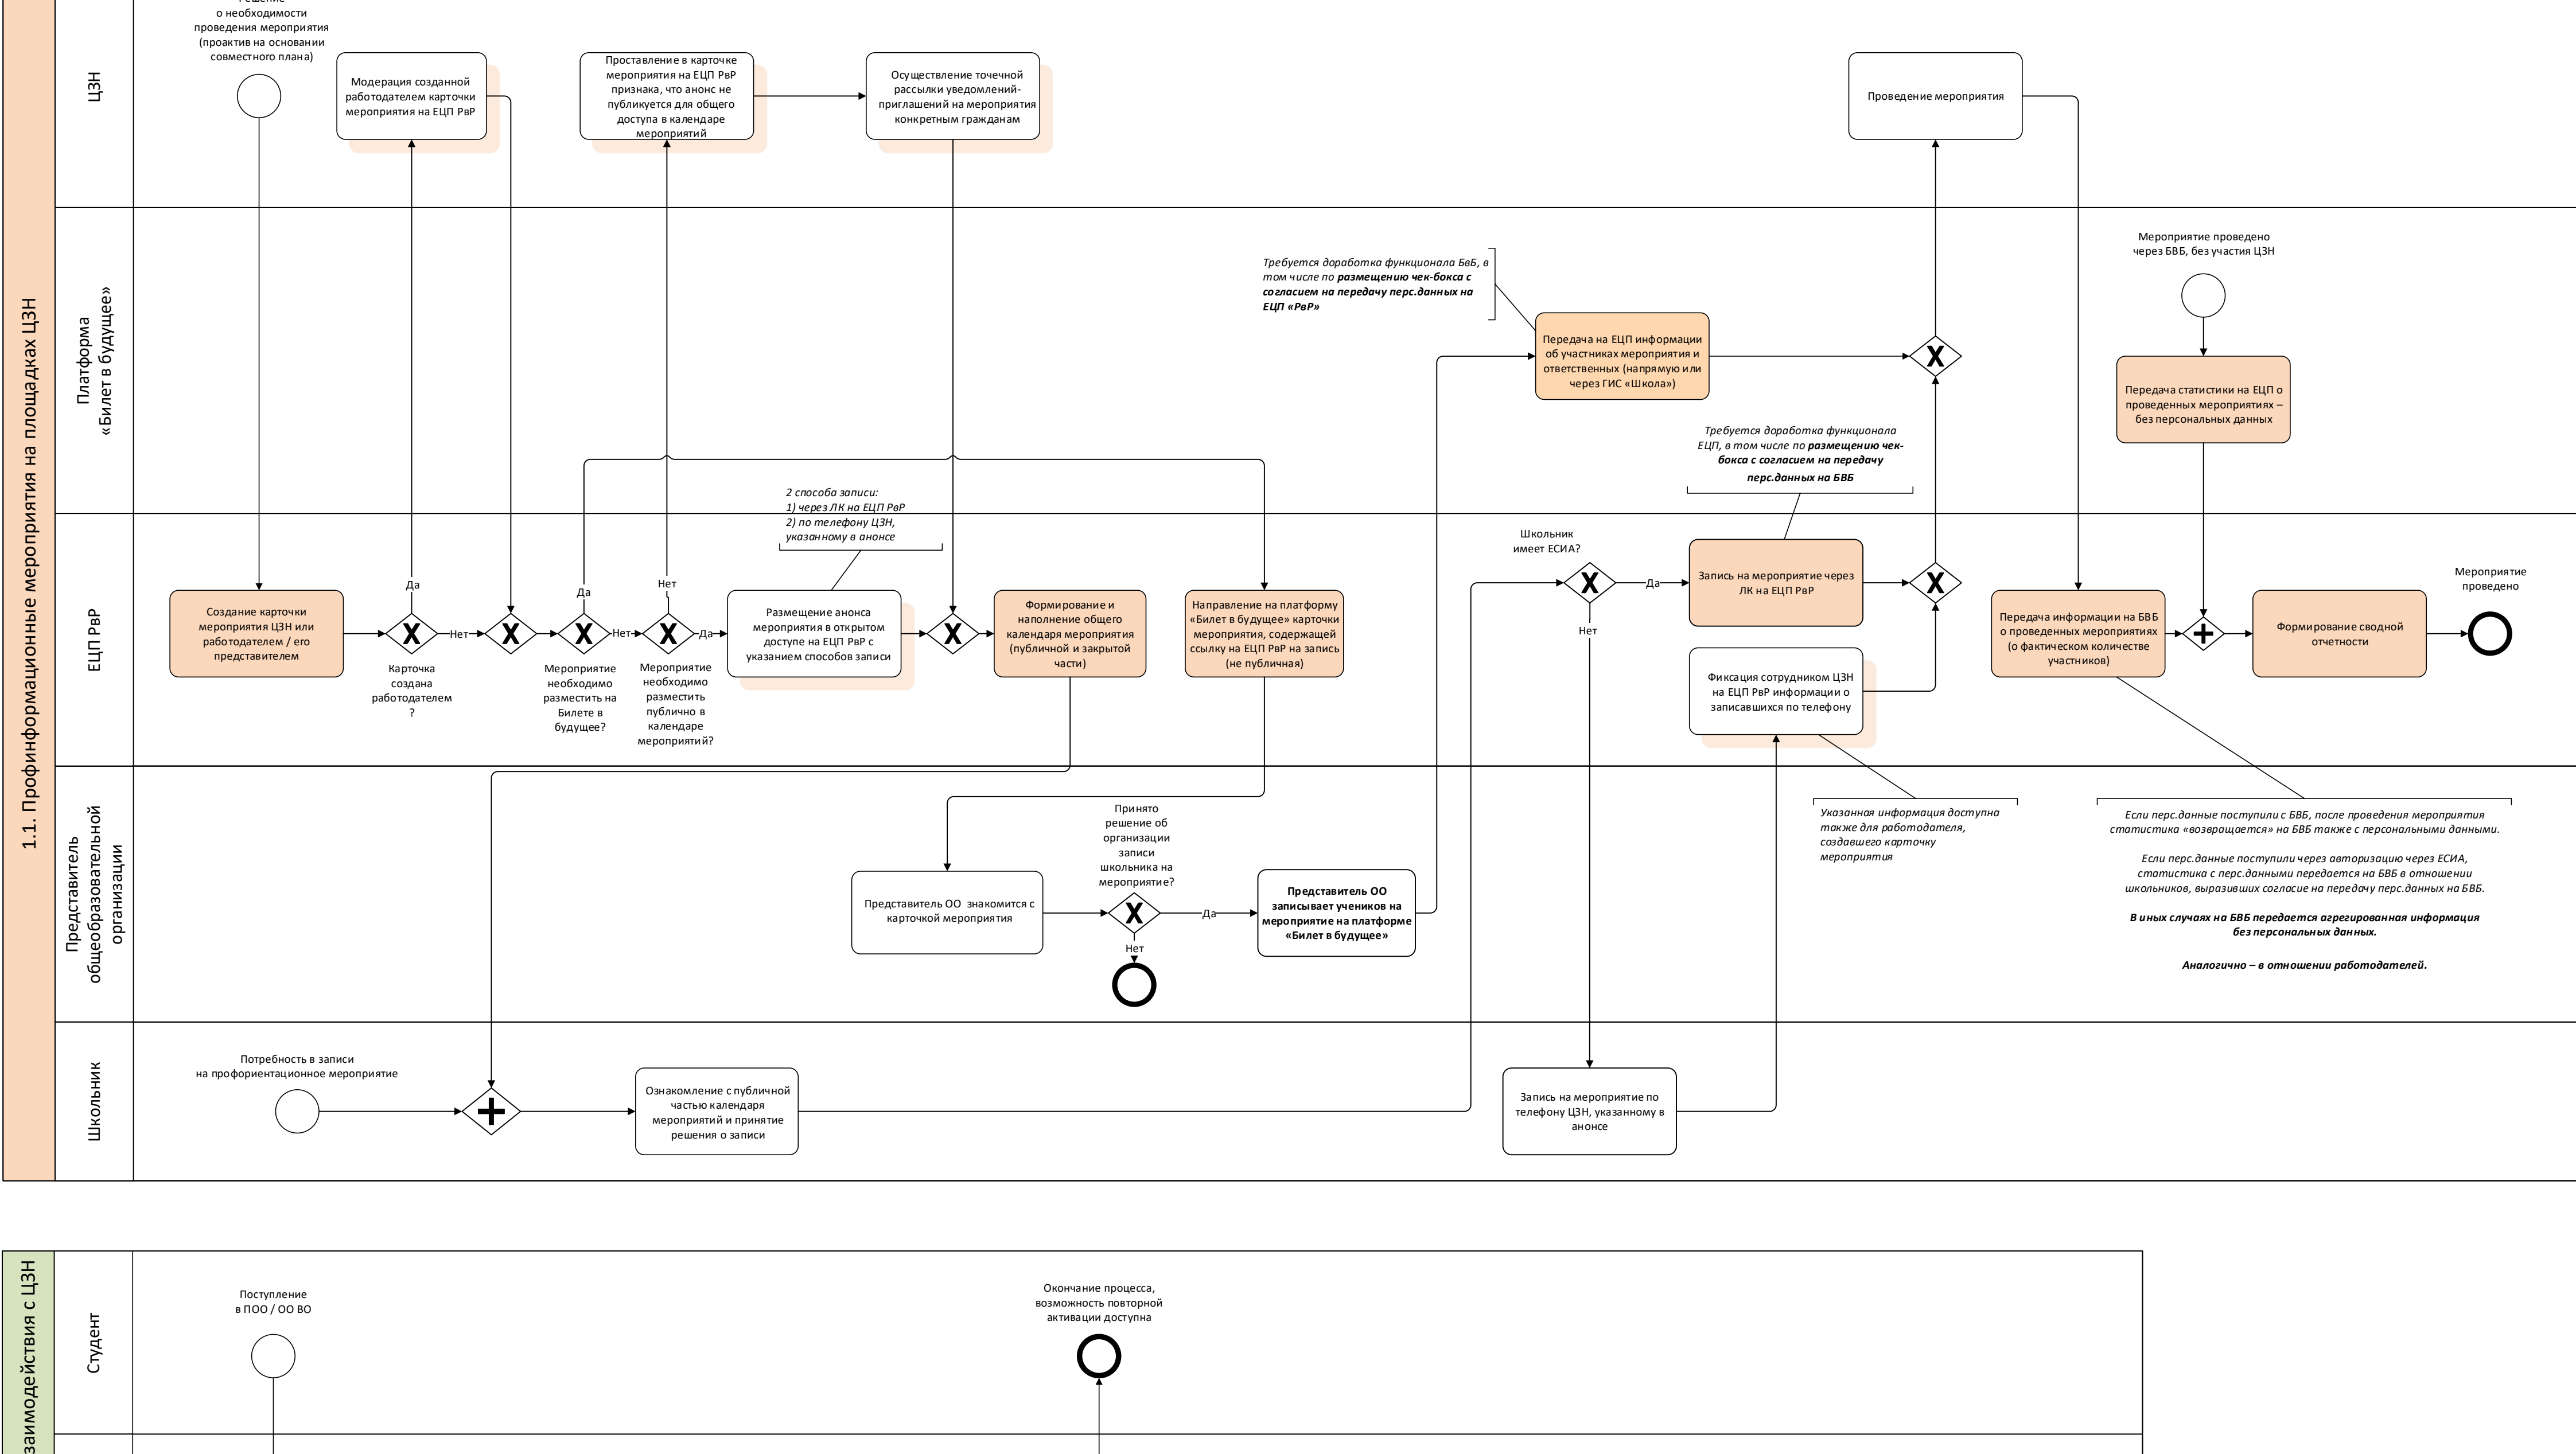 1.1. Профинформационные мероприятия на площадках ЦЗН
ЦЗН
Решение
о необходимости
проведения мероприятия
(проактив на основании
совместного плана)
Модерация созданной
работодателем карточки
мероприятия на ЕЦП РвР
Проставление в карточке
мероприятия на ЕЦП РвР
признака, что анонс не
публикуется для общего
доступа в календаре
мероприятий
Осуществление точечной
рассылки уведомлений-
приглашений на мероприятия
конкретным гражданам
Проведение мероприятия
Платформа
«Билет в будущее»
Требуется доработка функционала БвБ, в
том числе по размещению чек-бокса с
согласием на передачу перс.данных на
ЕЦП «РвР»
Передача на ЕЦП информации
об участниках мероприятия и
ответственных (напрямую или
через ГИС «Школа»)
Мероприятие проведено
через БВБ, без участия ЦЗН
Передача статистики на ЕЦП о
проведенных мероприятиях –
без персональных данных
Требуется доработка функционала
ЕЦП, в том числе по размещению чек-
бокса с согласием на передачу
перс.данных на БВБ
2 способа записи:
1) через ЛК на ЕЦП РвР
2) по телефону ЦЗН,
указанному в анонсе
ЕЦП РвР
Создание карточки
мероприятия ЦЗН или
работодателем / его
представителем
Да
Нет
Карточка
создана
работодателем
?
Да
Нет
Мероприятие
необходимо
разместить на
Билете в
будущее?
Нет
Да
Мероприятие
необходимо
разместить
публично в
календаре
мероприятий?
Размещение анонса
мероприятия в открытом
доступе на ЕЦП РвР с
указанием способов записи
Формирование и
наполнение общего
календаря мероприятия
(публичной и закрытой
части)
Направление на платформу
«Билет в будущее» карточки
мероприятия, содержащей
ссылку на ЕЦП РвР на запись
(не публичная)
Школьник
имеет ЕСИА?
Да
Нет
Запись на мероприятие через
ЛК на ЕЦП РвР
Фиксация сотрудником ЦЗН
на ЕЦП РвР информации о
записавшихся по телефону
Передача информации на БВБ
о проведенных мероприятиях
(о фактическом количестве
участников)
Формирование сводной
отчетности
Мероприятие
проведено
Представитель
общеобразовательной
организации
Представитель ОО знакомится с
карточкой мероприятия
Принято
решение об
организации
записи
школьника на
мероприятие?
Да
Нет
Представитель ОО
записывает учеников на
мероприятие на платформе
«Билет в будущее»
Указанная информация доступна
также для работодателя,
создавшего карточку
мероприятия
Если перс.данные поступили с БВБ, после проведения мероприятия
статистика «возвращается» на БВБ также с персональными данными.
Если перс.данные поступили через авторизацию через ЕСИА,
статистика с перс.данными передается на БВБ в отношении
школьников, выразивших согласие на передачу перс.данных на БВБ.
В иных случаях на БВБ передается агрегированная информация
без персональных данных.
Аналогично – в отношении работодателей.
Школьник
Потребность в записи
на профориентационное мероприятие
Ознакомление с публичной
частью календаря
мероприятий и принятие
решения о записи
Запись на мероприятие по
телефону ЦЗН, указанному в
анонсе
заимодействия с ЦЗН
Студент
Поступление
в ПОО / ОО ВО
Окончание процесса,
возможность повторной
активации доступна